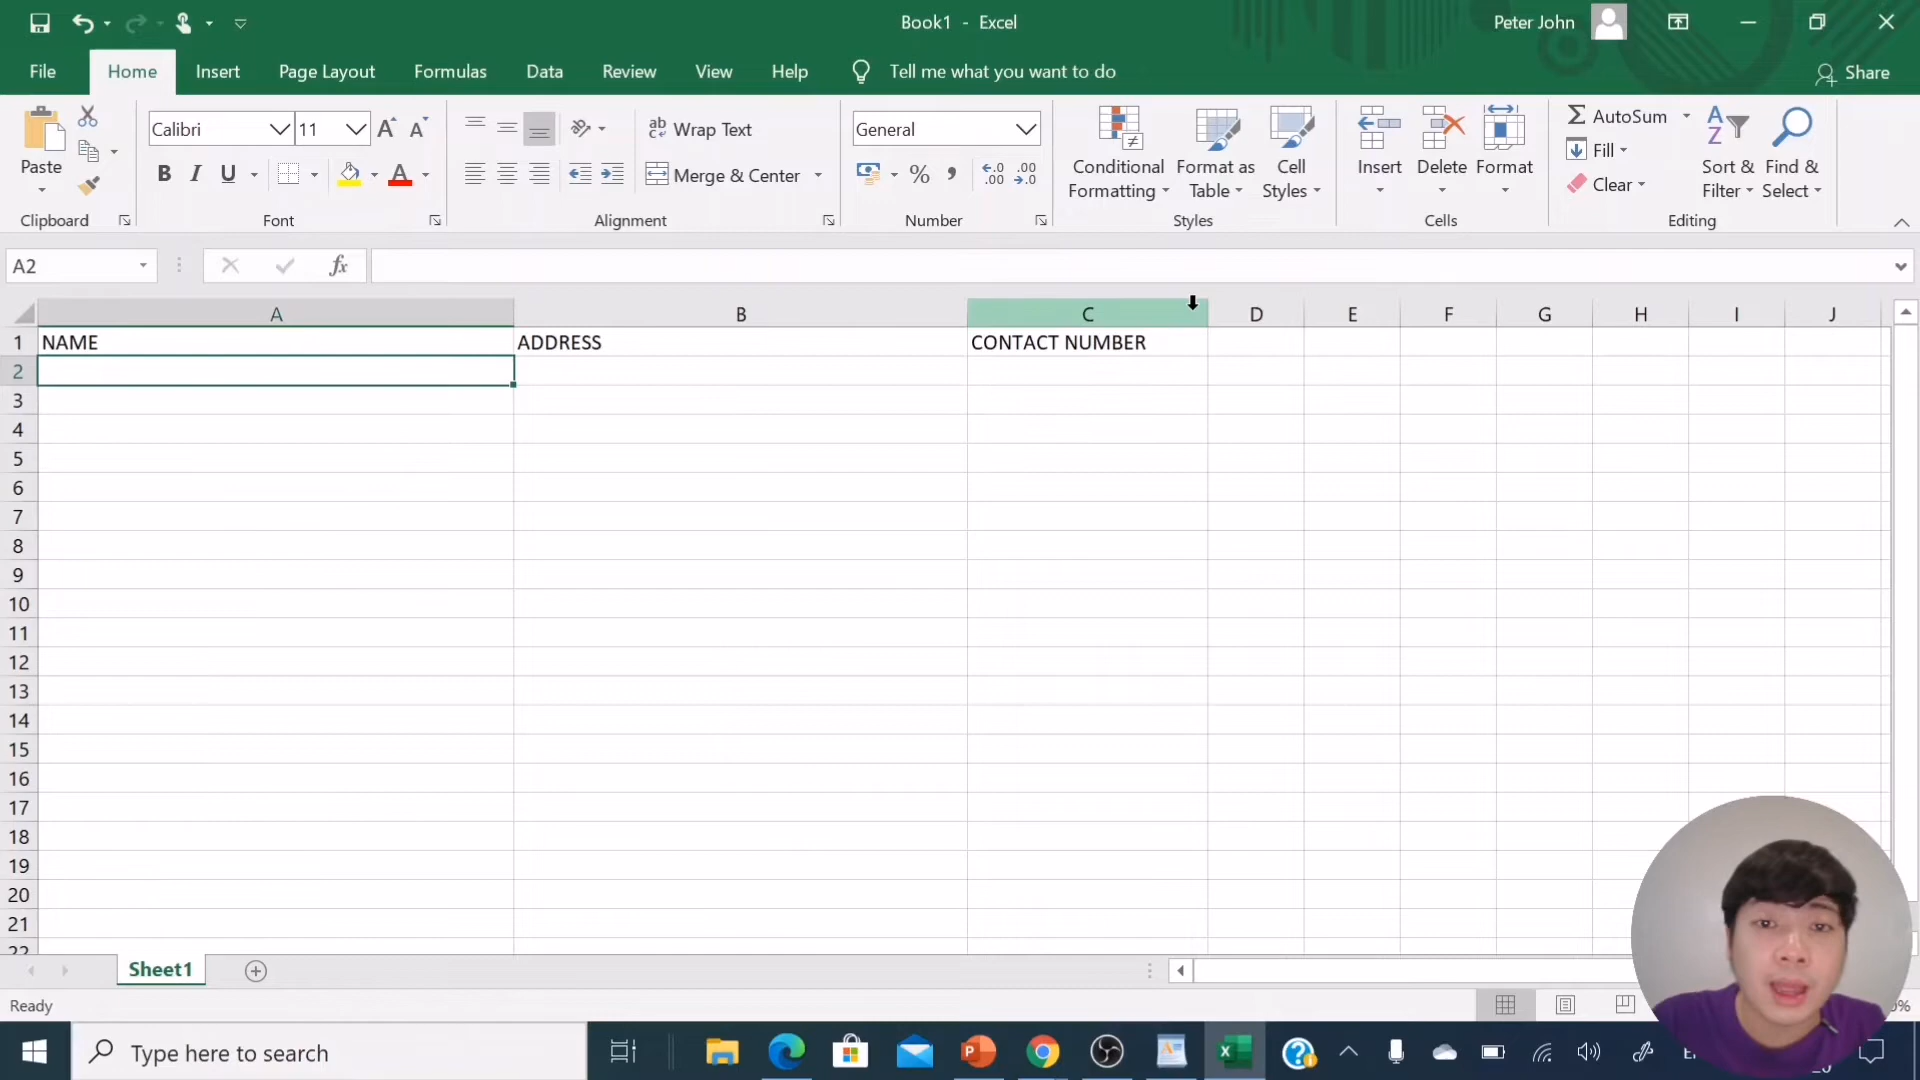 Book1 - Excel
Peter John
File Home Insert Page Layout Formulas Data Review View Help Tell me what you want to do Share
Calibri 11 Wrap Text General AutoSum
Paste Conditional Formatting Format as Table Cell Styles Insert Delete Format Fill Sort & Filter Find & Select
B I U Merge & Center % Clear
Clipboard Font Alignment Number Styles Cells Editing
A2 fx
A B C D E F G H I J
1 NAME ADDRESS CONTACT NUMBER
2
3
4
5
6
7
8
9
10
11
12
13
14
15
16
17
18
19
20
21
22
Sheet1
Ready
Type here to search